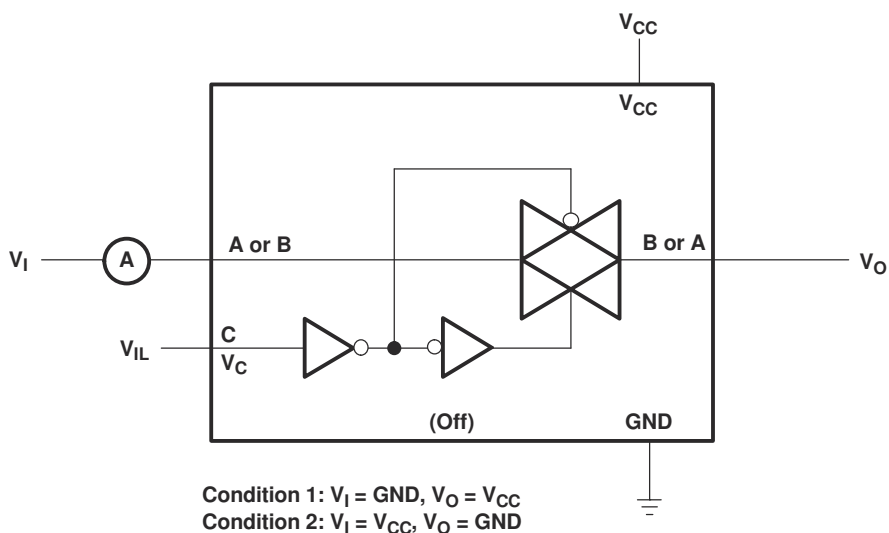 VCC
VCC
VI
A
A or B
B or A
VO
VIL
C
VC
(Off)
GND
Condition 1: VI = GND, VO = VCC
Condition 2: VI = VCC, VO = GND